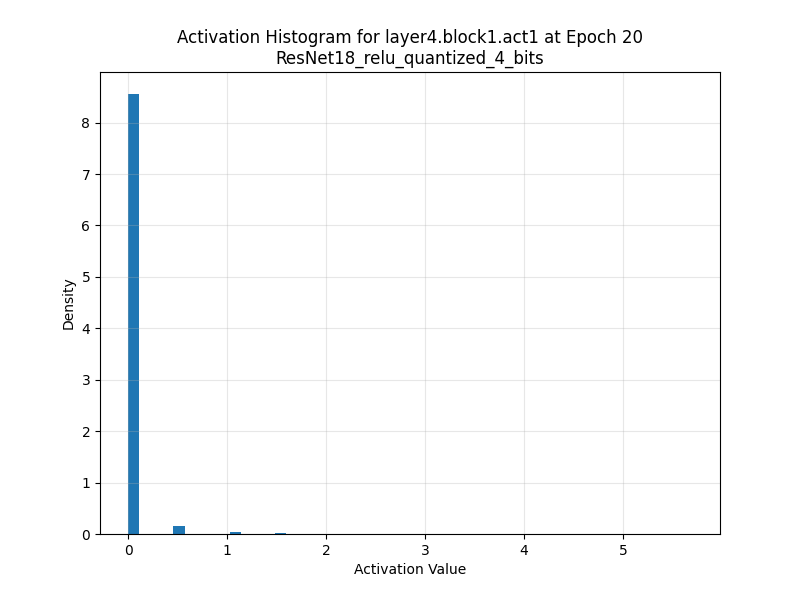 Activation Histogram for layer4.block1.act1 at Epoch 20
ResNet18_relu_quantized_4_bits
8
7
6
5
4
3
2
1
0
Density
0 1 2 3 4 5
Activation Value